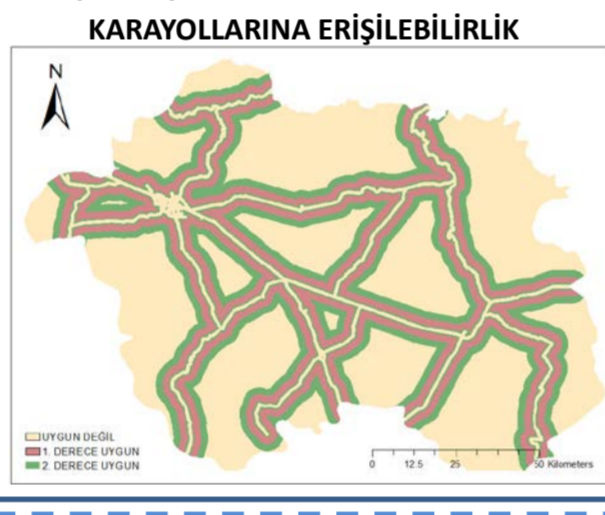 KARAYOLLARINA ERİŞİLEBİLİRLİK
N
UYGUN DEĞİL
1. DERECE UYGUN
2. DERECE UYGUN
0 12.5 25 50 Kilometers